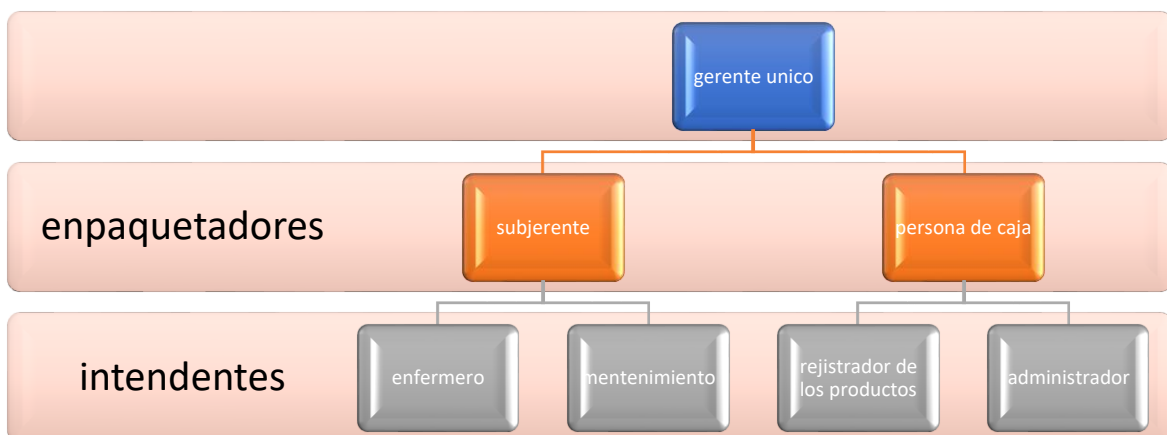 gerente unico
enpaquetadores
subjerente
persona de caja
intendentes
enfermero
mentenimiento
rejistrador de
los productos
administrador